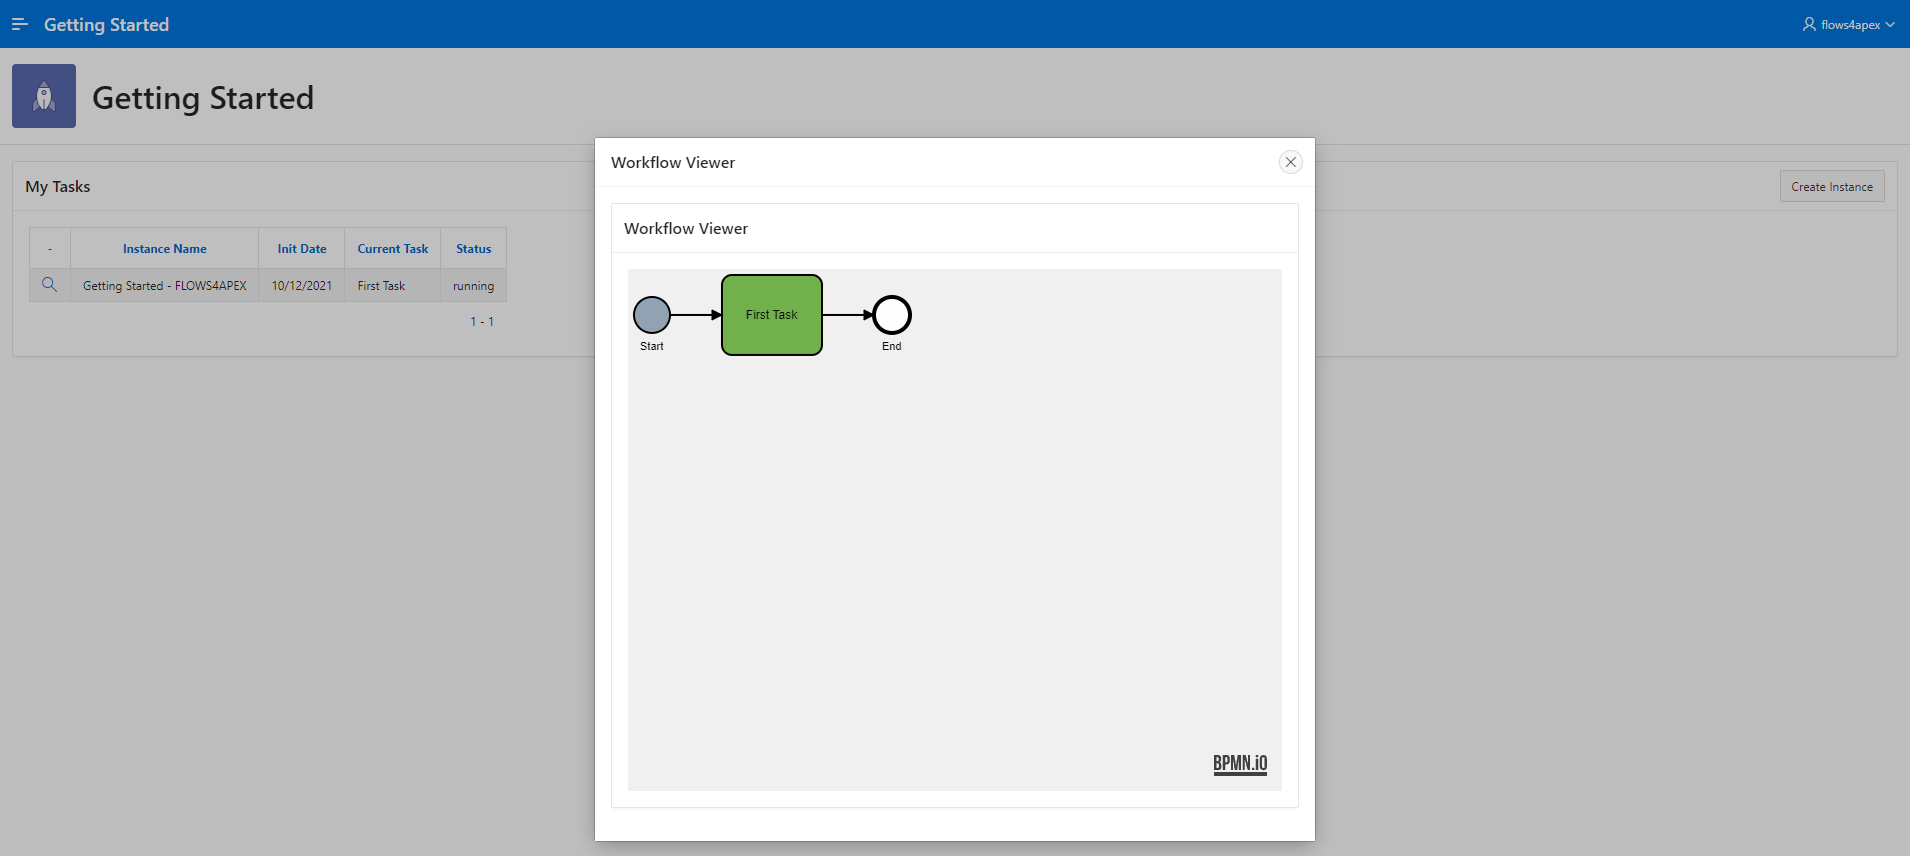 Getting Started
flows4apex
Getting Started
My Tasks
Create Instance
- Instance Name Init Date Current Task Status
Getting Started - FLOWS4APEX 10/12/2021 First Task running
1 - 1
Workflow Viewer
Workflow Viewer
First Task
Start
End
BPMN.iO